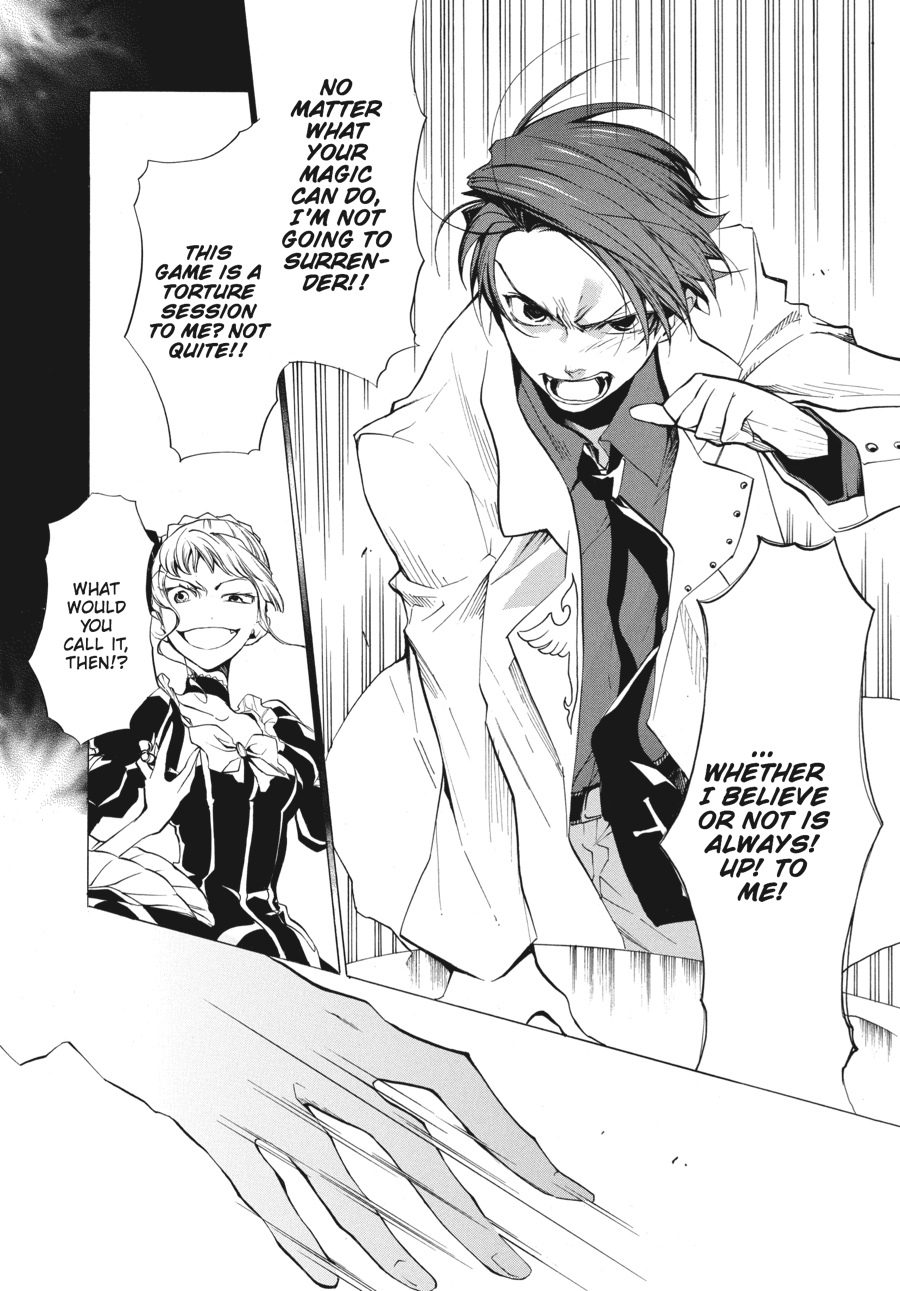 NO
MATTER
WHAT
YOUR
MAGIC
CAN DO,
I'M NOT
GOING TO
SURREN-
DER!!
THIS
GAME IS A
TORTURE
SESSION
TO ME? NOT
QUITE!!
WHAT
WOULD
YOU
CALL IT,
THEN!?
...
WHETHER
I BELIEVE
OR NOT IS
ALWAYS!
UP! TO
ME!